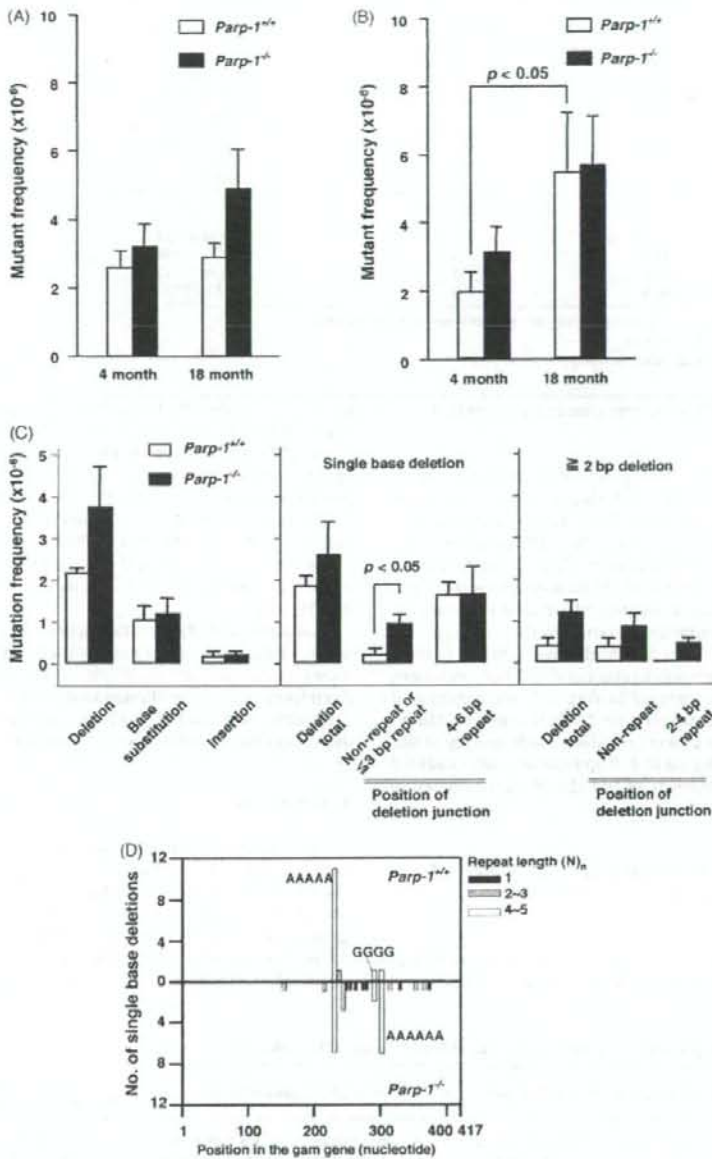 (A)
Parp-1+/+
Parp-1-/-
Mutant frequency (x10-6)
10
8
6
4
2
0
4 month
18 month
(B)
Parp-1+/+
Parp-1-/-
p < 0.05
Mutant frequency (x10-6)
10
8
6
4
2
0
4 month
18 month
(C)
Parp-1+/+
Parp-1-/-
Mutation frequency (x10-6)
5
4
3
2
1
0
Deletion
Base substitution
Insertion
Single base deletion
p < 0.05
Deletion total
Non-repeat or ≦3 bp repeat
4-6 bp repeat
Position of deletion junction
≧ 2 bp deletion
Deletion total
Non-repeat
2-4 bp repeat
Position of deletion junction
(D)
No. of single base deletions
12
8
4
0
4
8
12
AAAAA
Parp-1+/+
GGGG
AAAAAA
Parp-1-/-
Repeat length (N)n
1
2~3
4~5
1
100
200
300
400 417
Position in the gam gene (nucleotide)